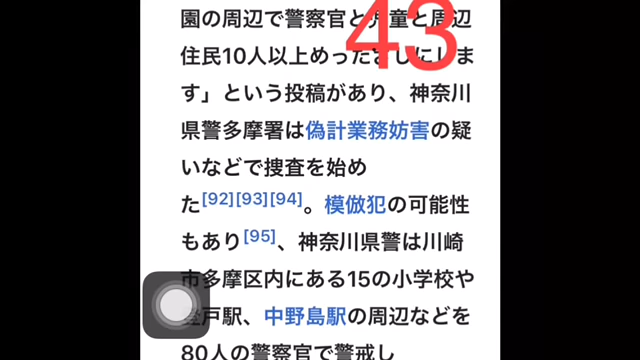 園の周辺で警察官と児童と周辺
43
住民10人以上めったざしにしま
す」という投稿があり、神奈川
県警多摩署は偽計業務妨害の疑
いなどで捜査を始め
た[92][93][94]。模倣犯の可能性
もあり[95]、神奈川県警は川崎
市多摩区内にある15の小学校や
登戸駅、中野島駅の周辺などを
80人の警察官で警戒し